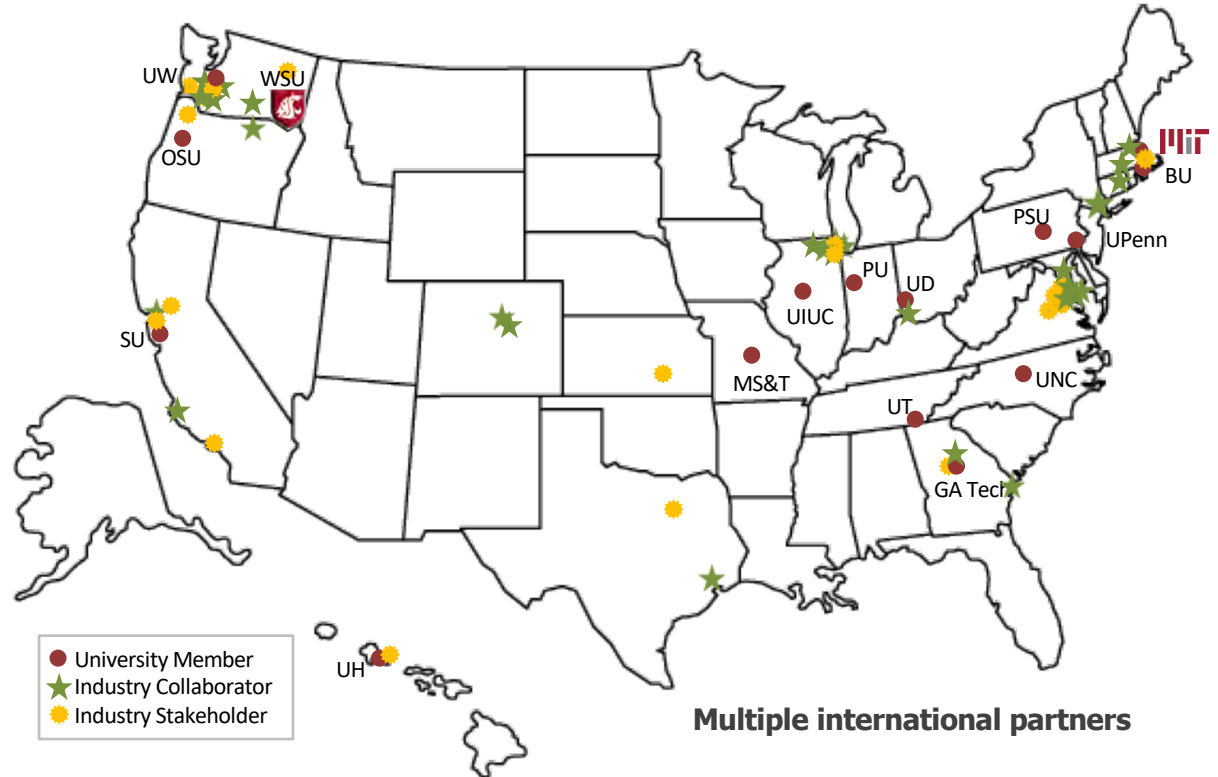 UW
WSU
OSU
MiT
BU
PSU
UPenn
PU
UD
UIUC
SU
MS&T
UNC
UT
GA Tech
UH
University Member
Industry Collaborator
Industry Stakeholder
Multiple international partners